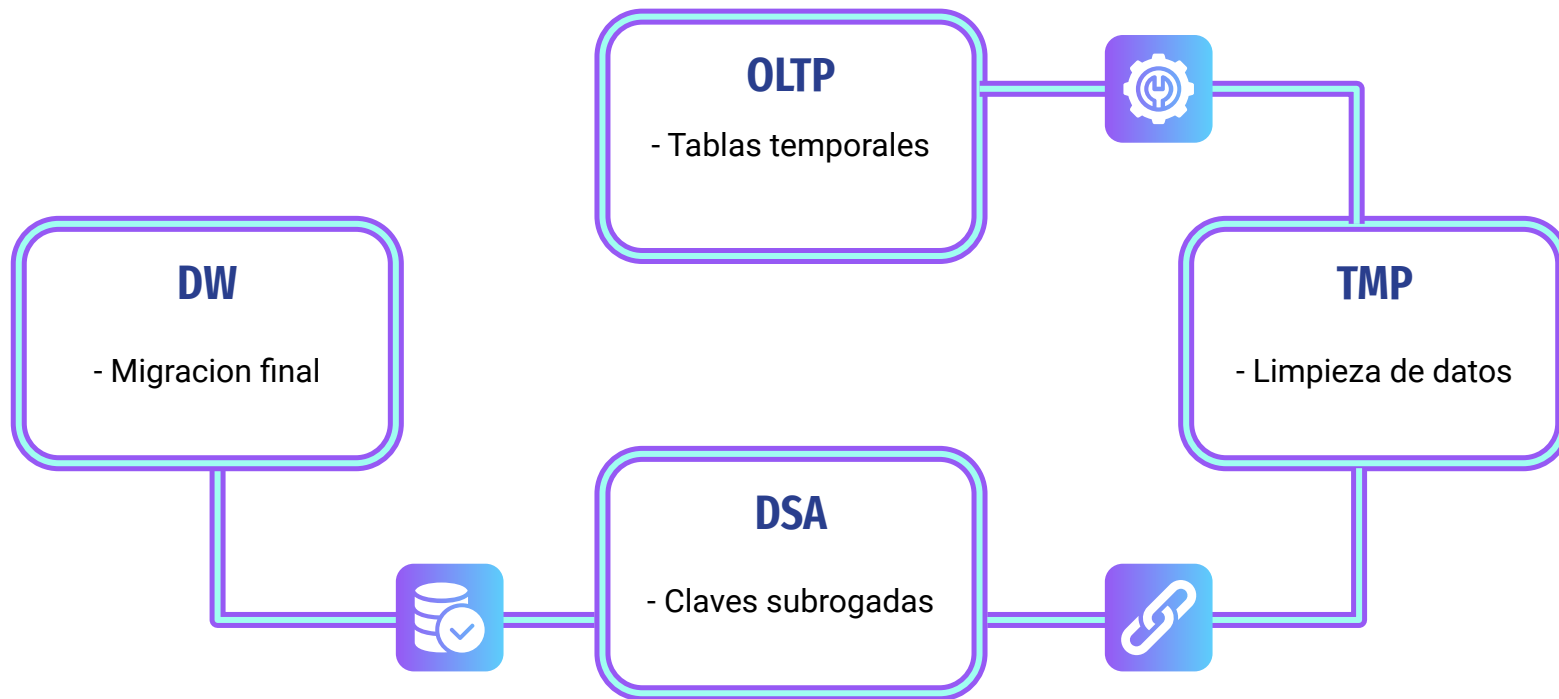 OLTP
- Tablas temporales
DW
- Migracion final
TMP
- Limpieza de datos
DSA
- Claves subrogadas